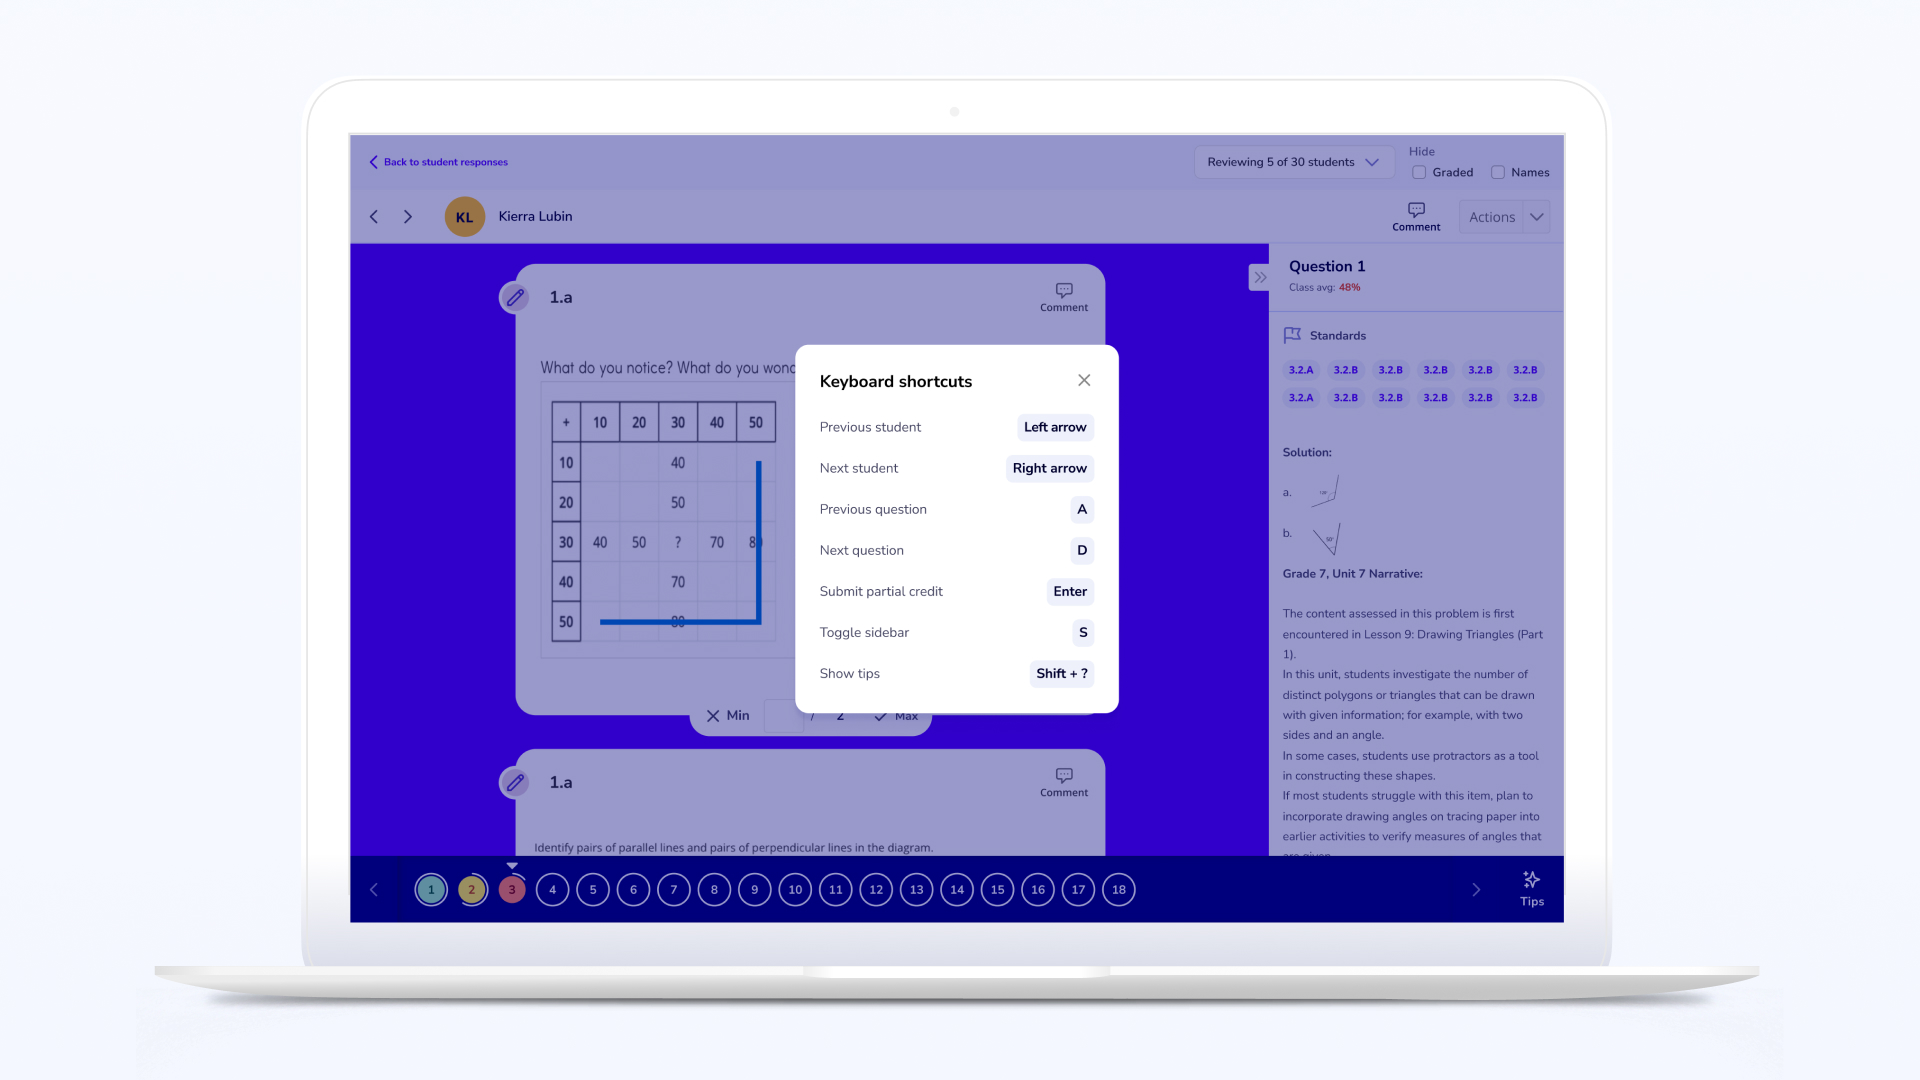 Back to student responses
Reviewing 5 of 30 students
Hide
Graded
Names
KL
Kierra Lubin
Comment
Actions
1.a
Comment
What do you notice? What do you
+ 10 20 30 40 50
10 40
20 50
30 40 50 ? 70
40 70
50 80
Min / 2 Max
Keyboard shortcuts
Previous student Left arrow
Next student Right arrow
Previous question A
Next question D
Submit partial credit Enter
Toggle sidebar S
Show tips Shift + ?
1.a
Comment
Identify pairs of parallel lines and pairs of perpendicular lines in the diagram.
Question 1
Class avg: 48%
Standards
3.2.A 3.2.B 3.2.B 3.2.B 3.2.B 3.2.B
3.2.A 3.2.B 3.2.B 3.2.B 3.2.B 3.2.B
Solution:
a.
b.
Grade 7, Unit 7 Narrative:
The content assessed in this problem is first
encountered in Lesson 9: Drawing Triangles (Part
1).
In this unit, students investigate the number of
distinct polygons or triangles that can be drawn
with given information; for example, with two
sides and an angle.
In some cases, students use protractors as a tool
in constructing these shapes.
If most students struggle with this item, plan to
incorporate drawing angles on tracing paper into
earlier activities to verify measures of angles that
1 2 3 4 5 6 7 8 9 10 11 12 13 14 15 16 17 18
Tips